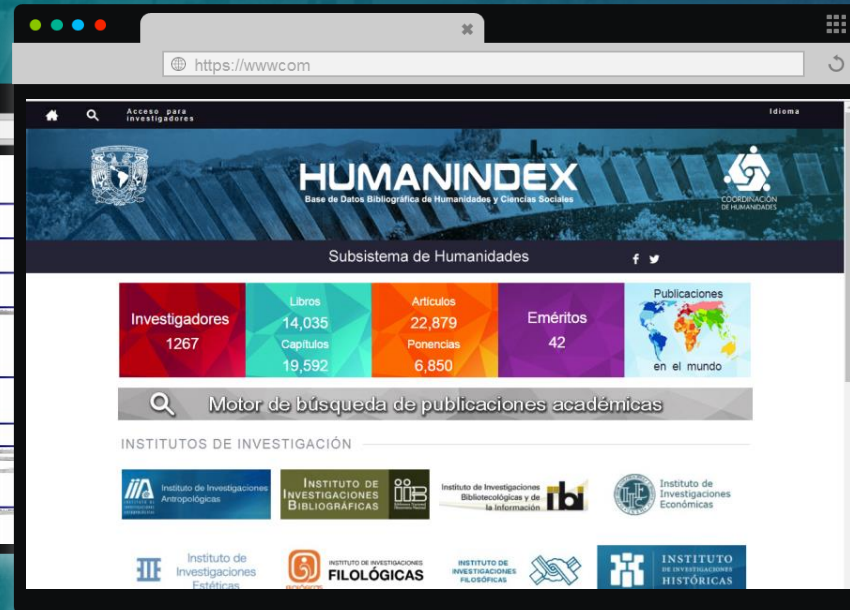 https://wwwcom
Acceso para
investigadores
Idioma
HUMANINDEX
Base de Datos Bibliográfica de Humanidades y Ciencias Sociales
COORDINACIÓN
DE HUMANIDADES
Subsistema de Humanidades
Investigadores
1267
Libros
14,035
Capítulos
19,592
Artículos
22,879
Ponencias
6,850
Eméritos
42
Publicaciones
en el mundo
Motor de búsqueda de publicaciones académicas
INSTITUTOS DE INVESTIGACIÓN
Instituto de Investigaciones
Antropológicas
INSTITUTO DE
INVESTIGACIONES
BIBLIOGRÁFICAS
Instituto de Investigaciones
Bibliotecológicas y de
la Información
ibi
Instituto de
Investigaciones
Económicas
Instituto de
Investigaciones
Estéticas
INSTITUTO DE INVESTIGACIONES
FILOLÓGICAS
INSTITUTO DE
INVESTIGACIONES
FILOSÓFICAS
INSTITUTO
DE INVESTIGACIONES
HISTÓRICAS